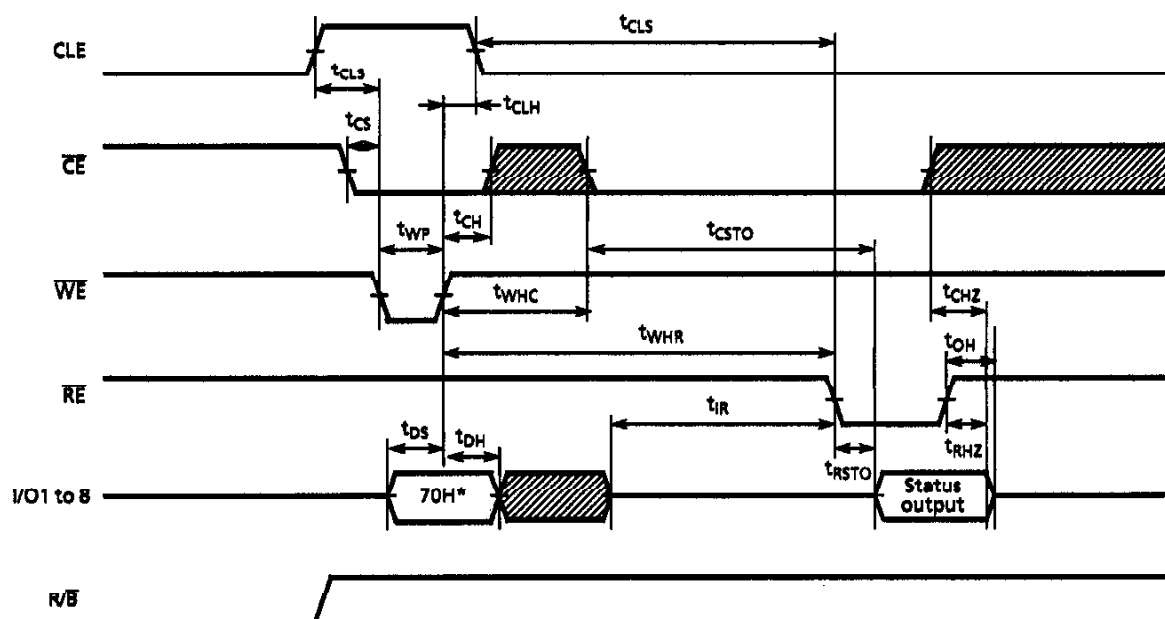 CLE
tCLS
tCLS
tCLH
tCS
CE
tWP
tCH
tCSTO
WE
tWHC
tCHZ
tWHR
tOH
RE
tIR
tDS
tDH
tRSTO
tRHZ
I/O1 to 8
70H*
Status
output
R/B